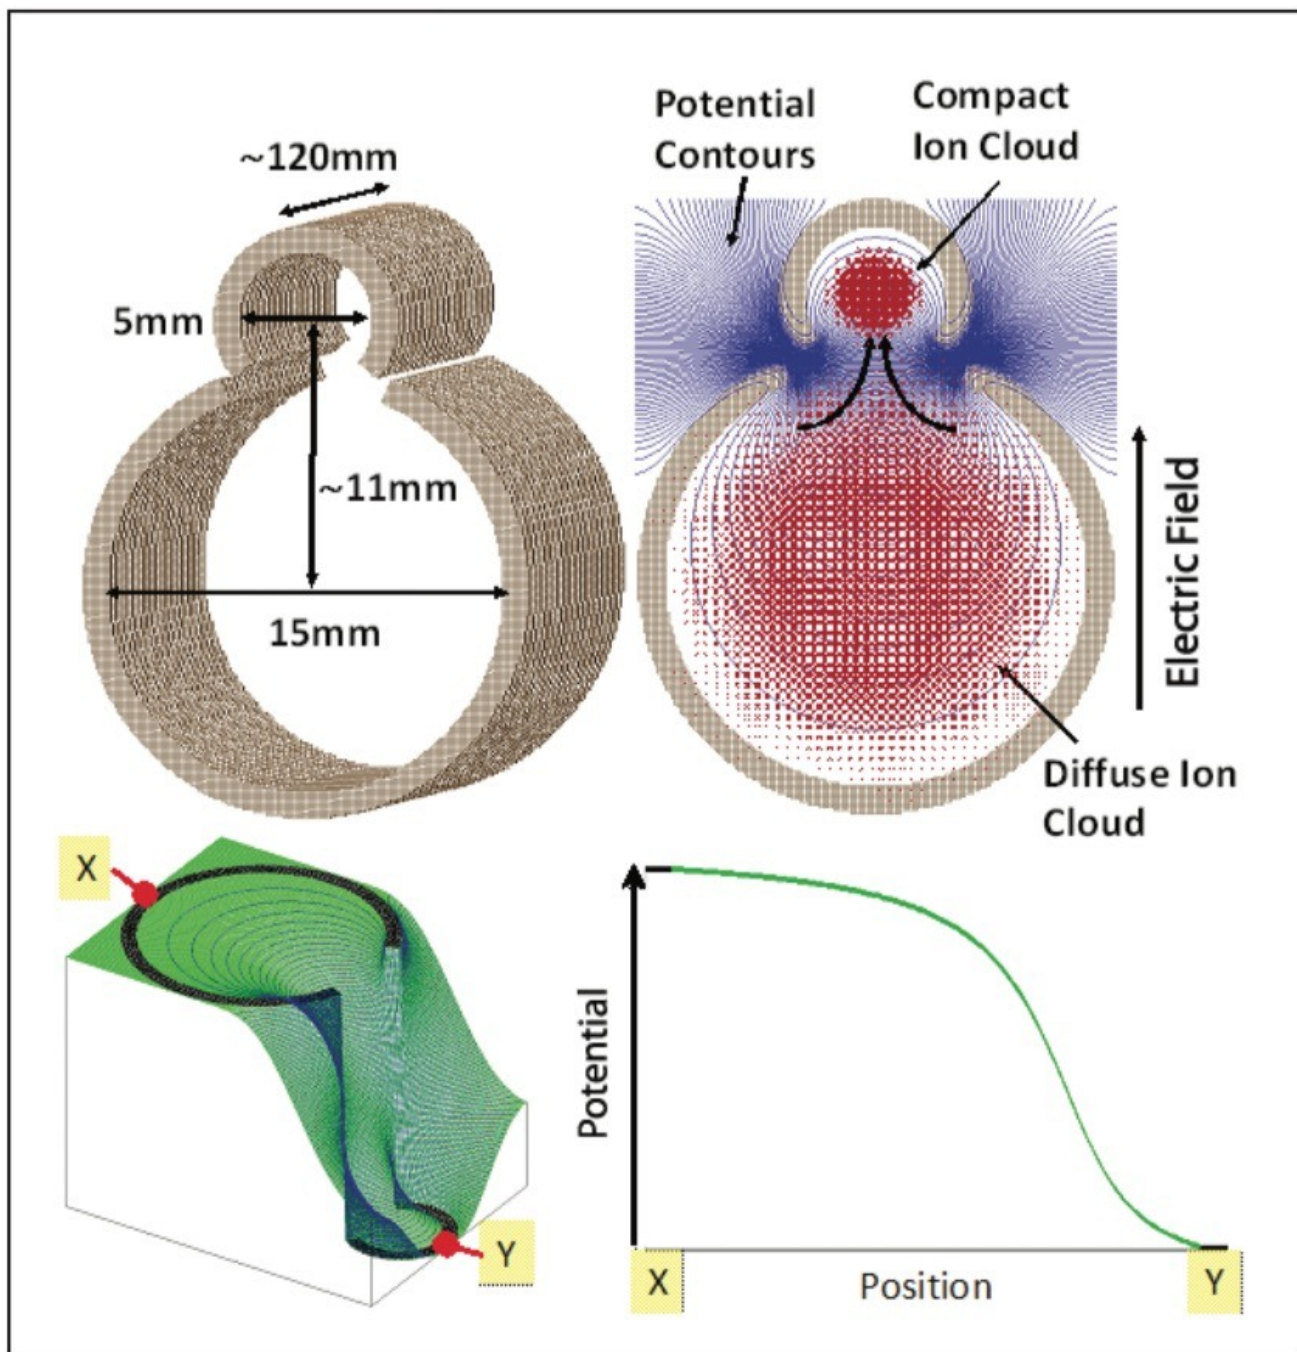 ~120mm
5mm
~11mm
15mm
Potential
Contours
Compact
Ion Cloud
Electric Field
Diffuse Ion
Cloud
X
Y
Potential
X
Position
Y